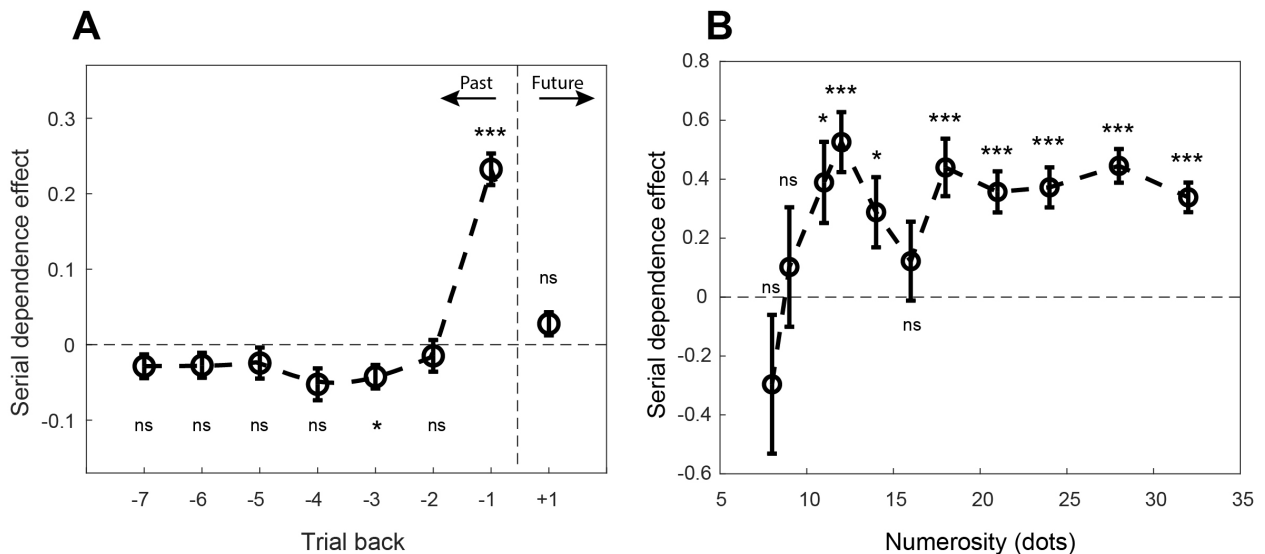 A
Past
Future
***
ns
ns
ns
ns
ns
*
ns
0.3
0.2
0.1
0
-0.1
Serial dependence effect
-7
-6
-5
-4
-3
-2
-1
+1
Trial back
B
0.8
0.6
0.4
0.2
0
-0.2
-0.4
-0.6
Serial dependence effect
ns
ns
*
***
*
ns
***
***
***
***
***
5
10
15
20
25
30
35
Numerosity (dots)